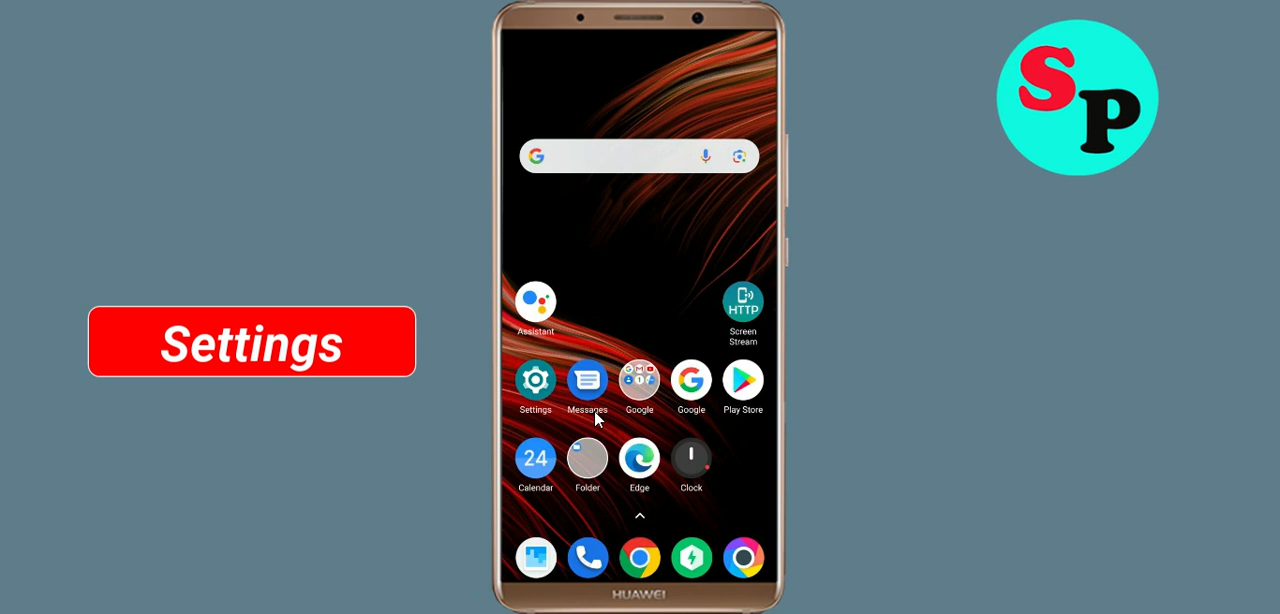 SP
Settings
Assistant
HTTP
Screen
Stream
Settings
Messages
Google
Google
Play Store
24
Calendar
Folder
Edge
Clock
HUAWEI